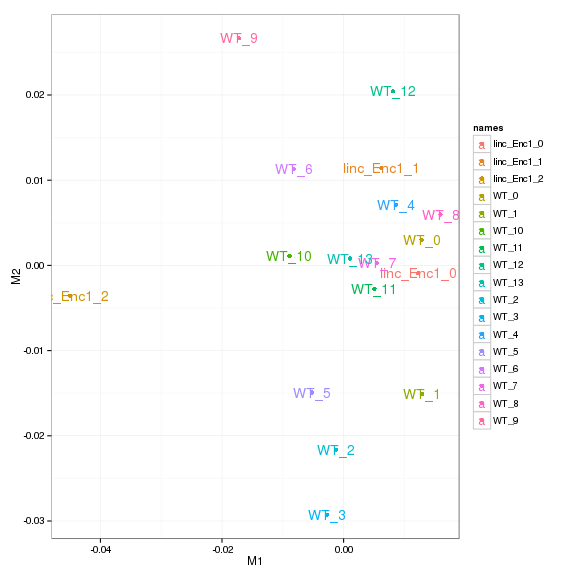 WT_9
0.02
WT_12
names
linc_Enc1_0
linc_Enc1_1
linc_Enc1_2
WT_0
WT_1
WT_10
WT_11
WT_12
WT_13
WT_2
WT_3
WT_4
WT_5
WT_6
WT_7
WT_8
WT_9
0.01
WT_6
linc_Enc1_1
WT_4
WT_8
WT_0
0.00
WT_10
WT_13
WT_7
linc_Enc1_0
WT_11
M2
c_Enc1_2
-0.01
WT_5
WT_1
-0.02
WT_2
WT_3
-0.03
-0.04
-0.02
0.00
M1